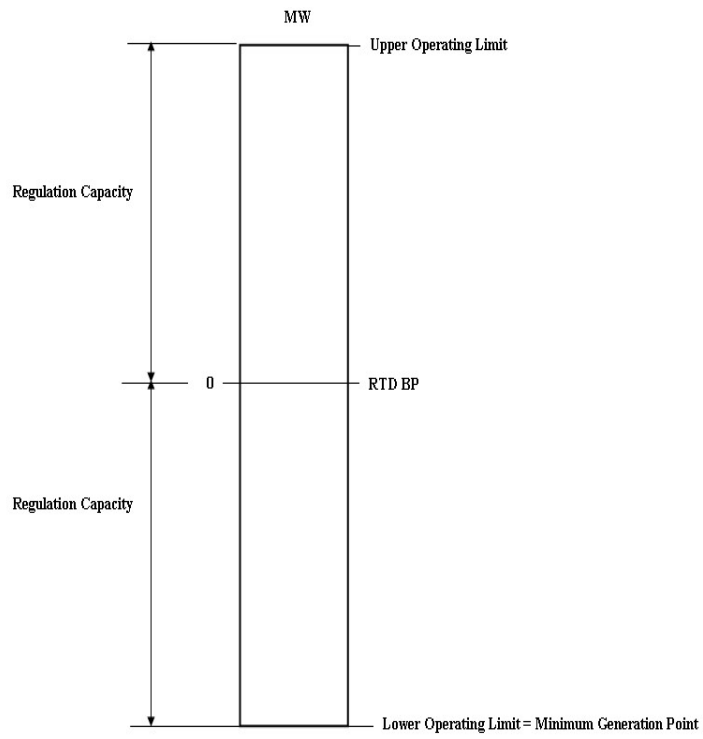 MW
Upper Operating Limit
Regulation Capacity
0
RTD BP
Regulation Capacity
Lower Operating Limit = Minimum Generation Point